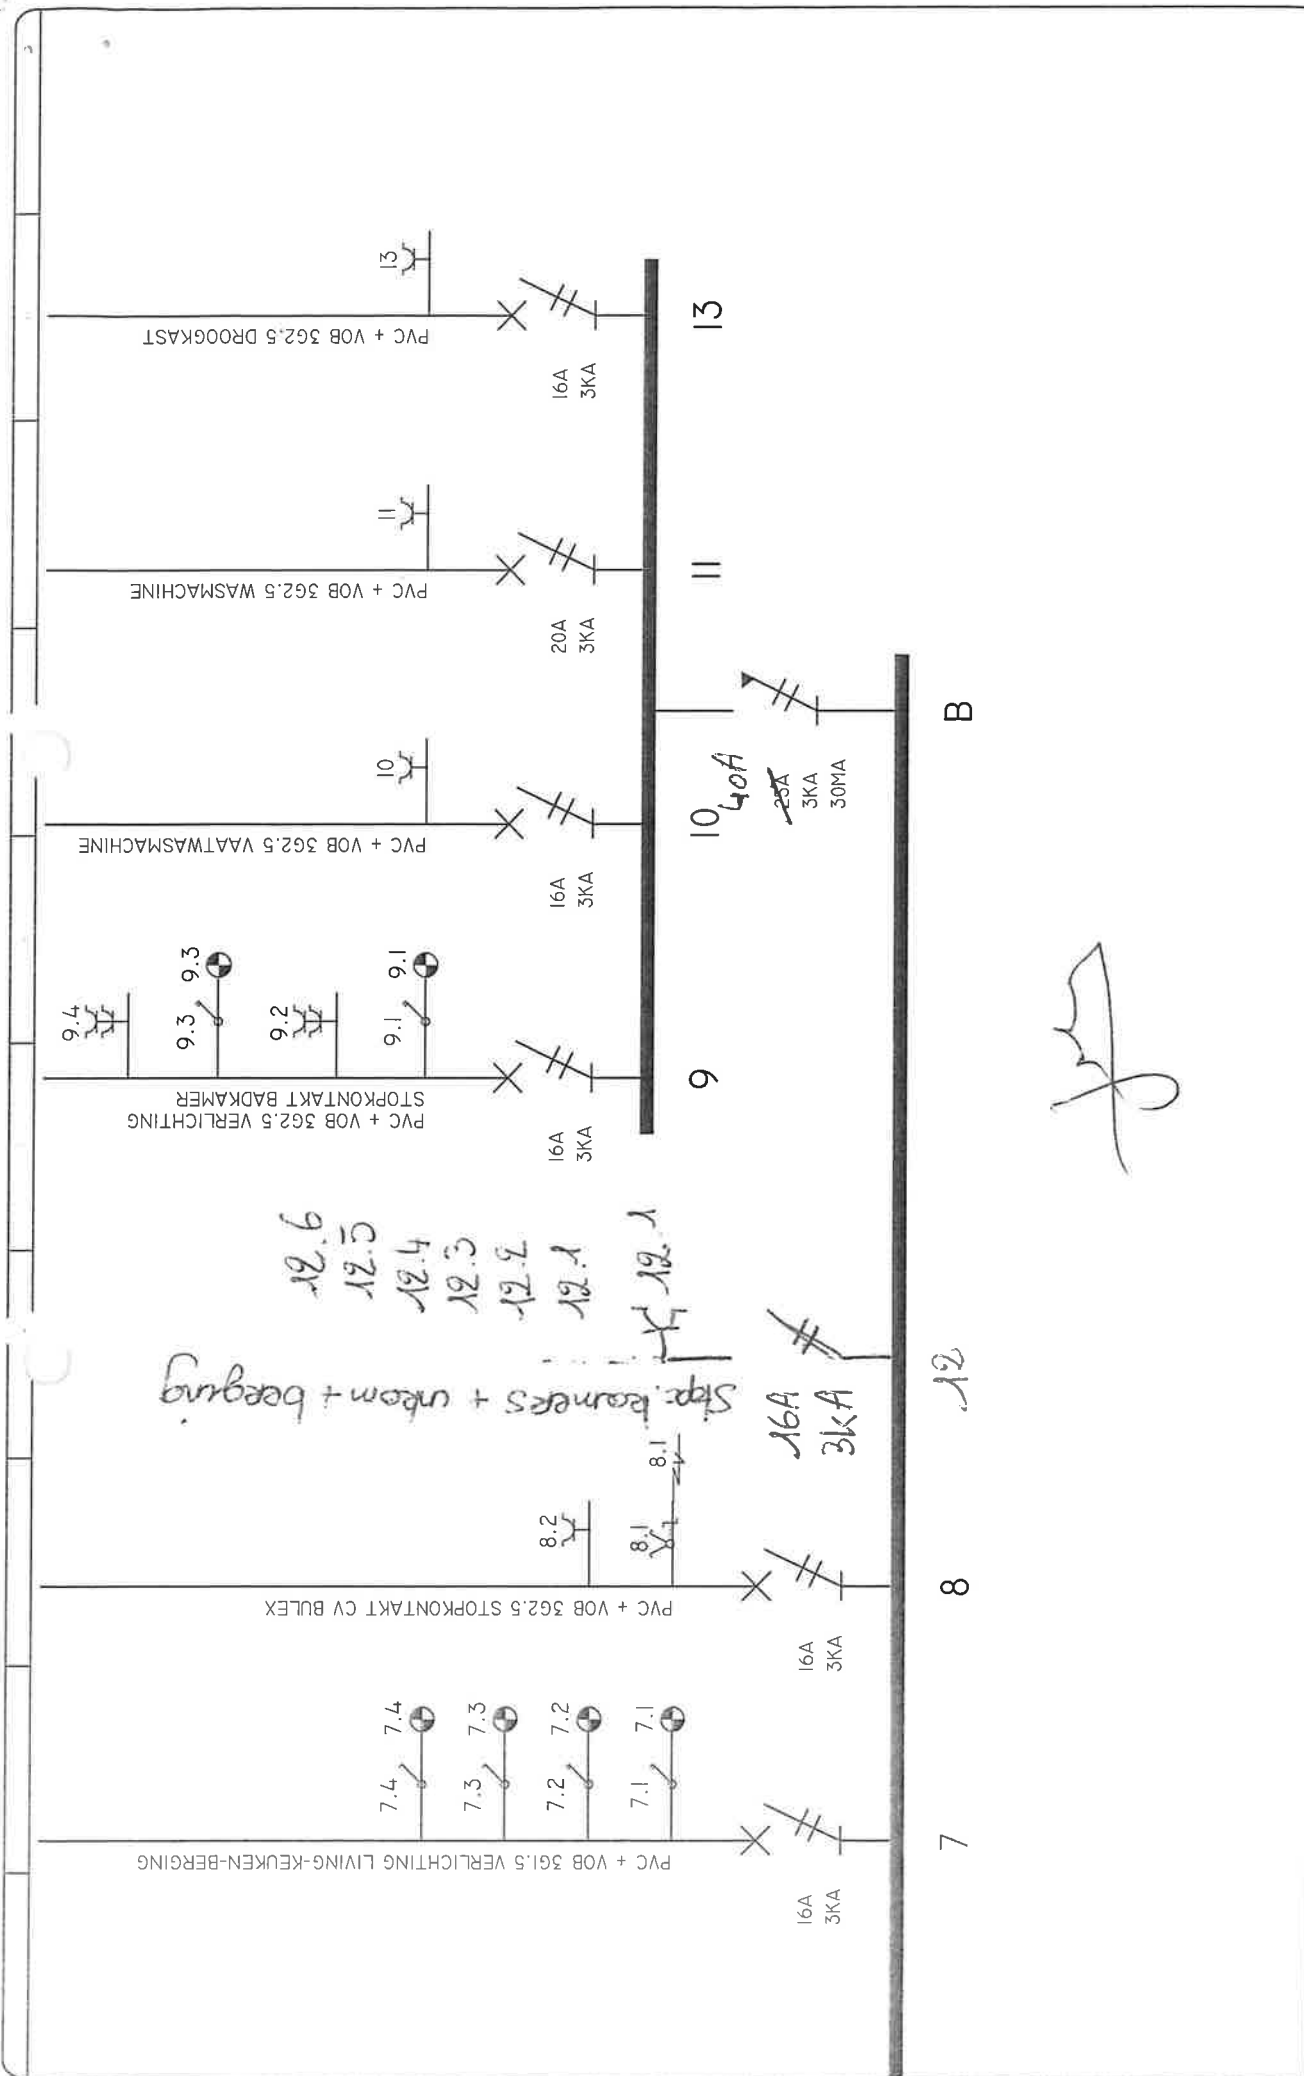 PVC + VOB 3G1.5 VERLICHTING LIVING-KEUKEN-BERGING
7.4 7.4
7.3 7.3
7.2 7.2
7.1 7.1
16A
3KA
7
PVC + VOB 3G2.5 STOPKONTAKT CV BULEX
8.2
8.1 8.1
16A
3KA
8
Stop: kamers + inkom + berging
12.6
12.5
12.4
12.3
12.2
12.1
12.1
16A
3kA
12
PVC + VOB 3G2.5 VERLICHTING
STOPKONTAKT BADKAMER
9.4
9.3 9.3
9.2
9.1 9.1
16A
3KA
9
PVC + VOB 3G2.5 VAATWASMACHINE
10
16A
3KA
10
PVC + VOB 3G2.5 WASMACHINE
11
20A
3KA
11
PVC + VOB 3G2.5 DROOGKAST
13
16A
3KA
13
40A
25A
3KA
30MA
B